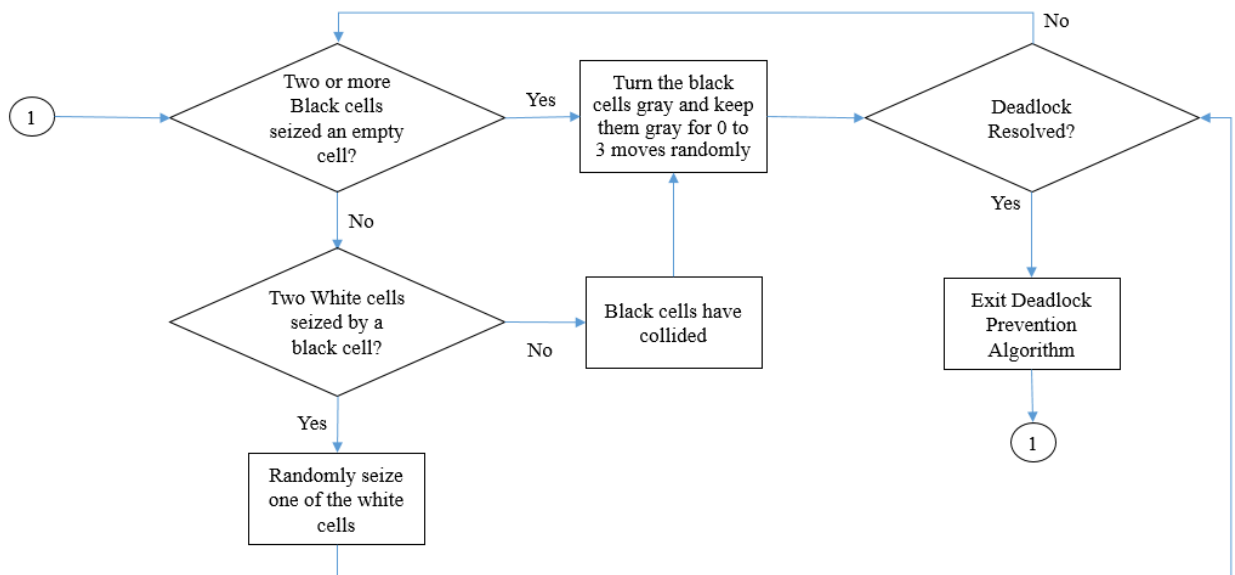 No
1
Two or more
Black cells
seized an empty
cell?
Yes
Turn the black
cells gray and keep
them gray for 0 to
3 moves randomly
Deadlock
Resolved?
No
Yes
Two White cells
seized by a
black cell?
No
Black cells have
collided
Exit Deadlock
Prevention
Algorithm
Yes
1
Randomly seize
one of the white
cells